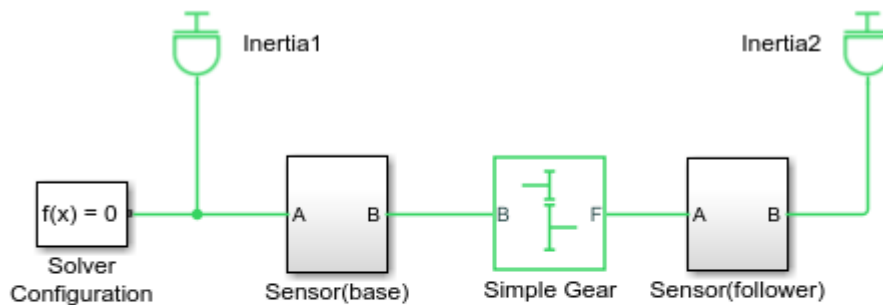 Inertia1
Inertia2
f(x) = 0
A
B
B
F
A
B
Solver
Configuration
Sensor(base)
Simple Gear
Sensor(follower)